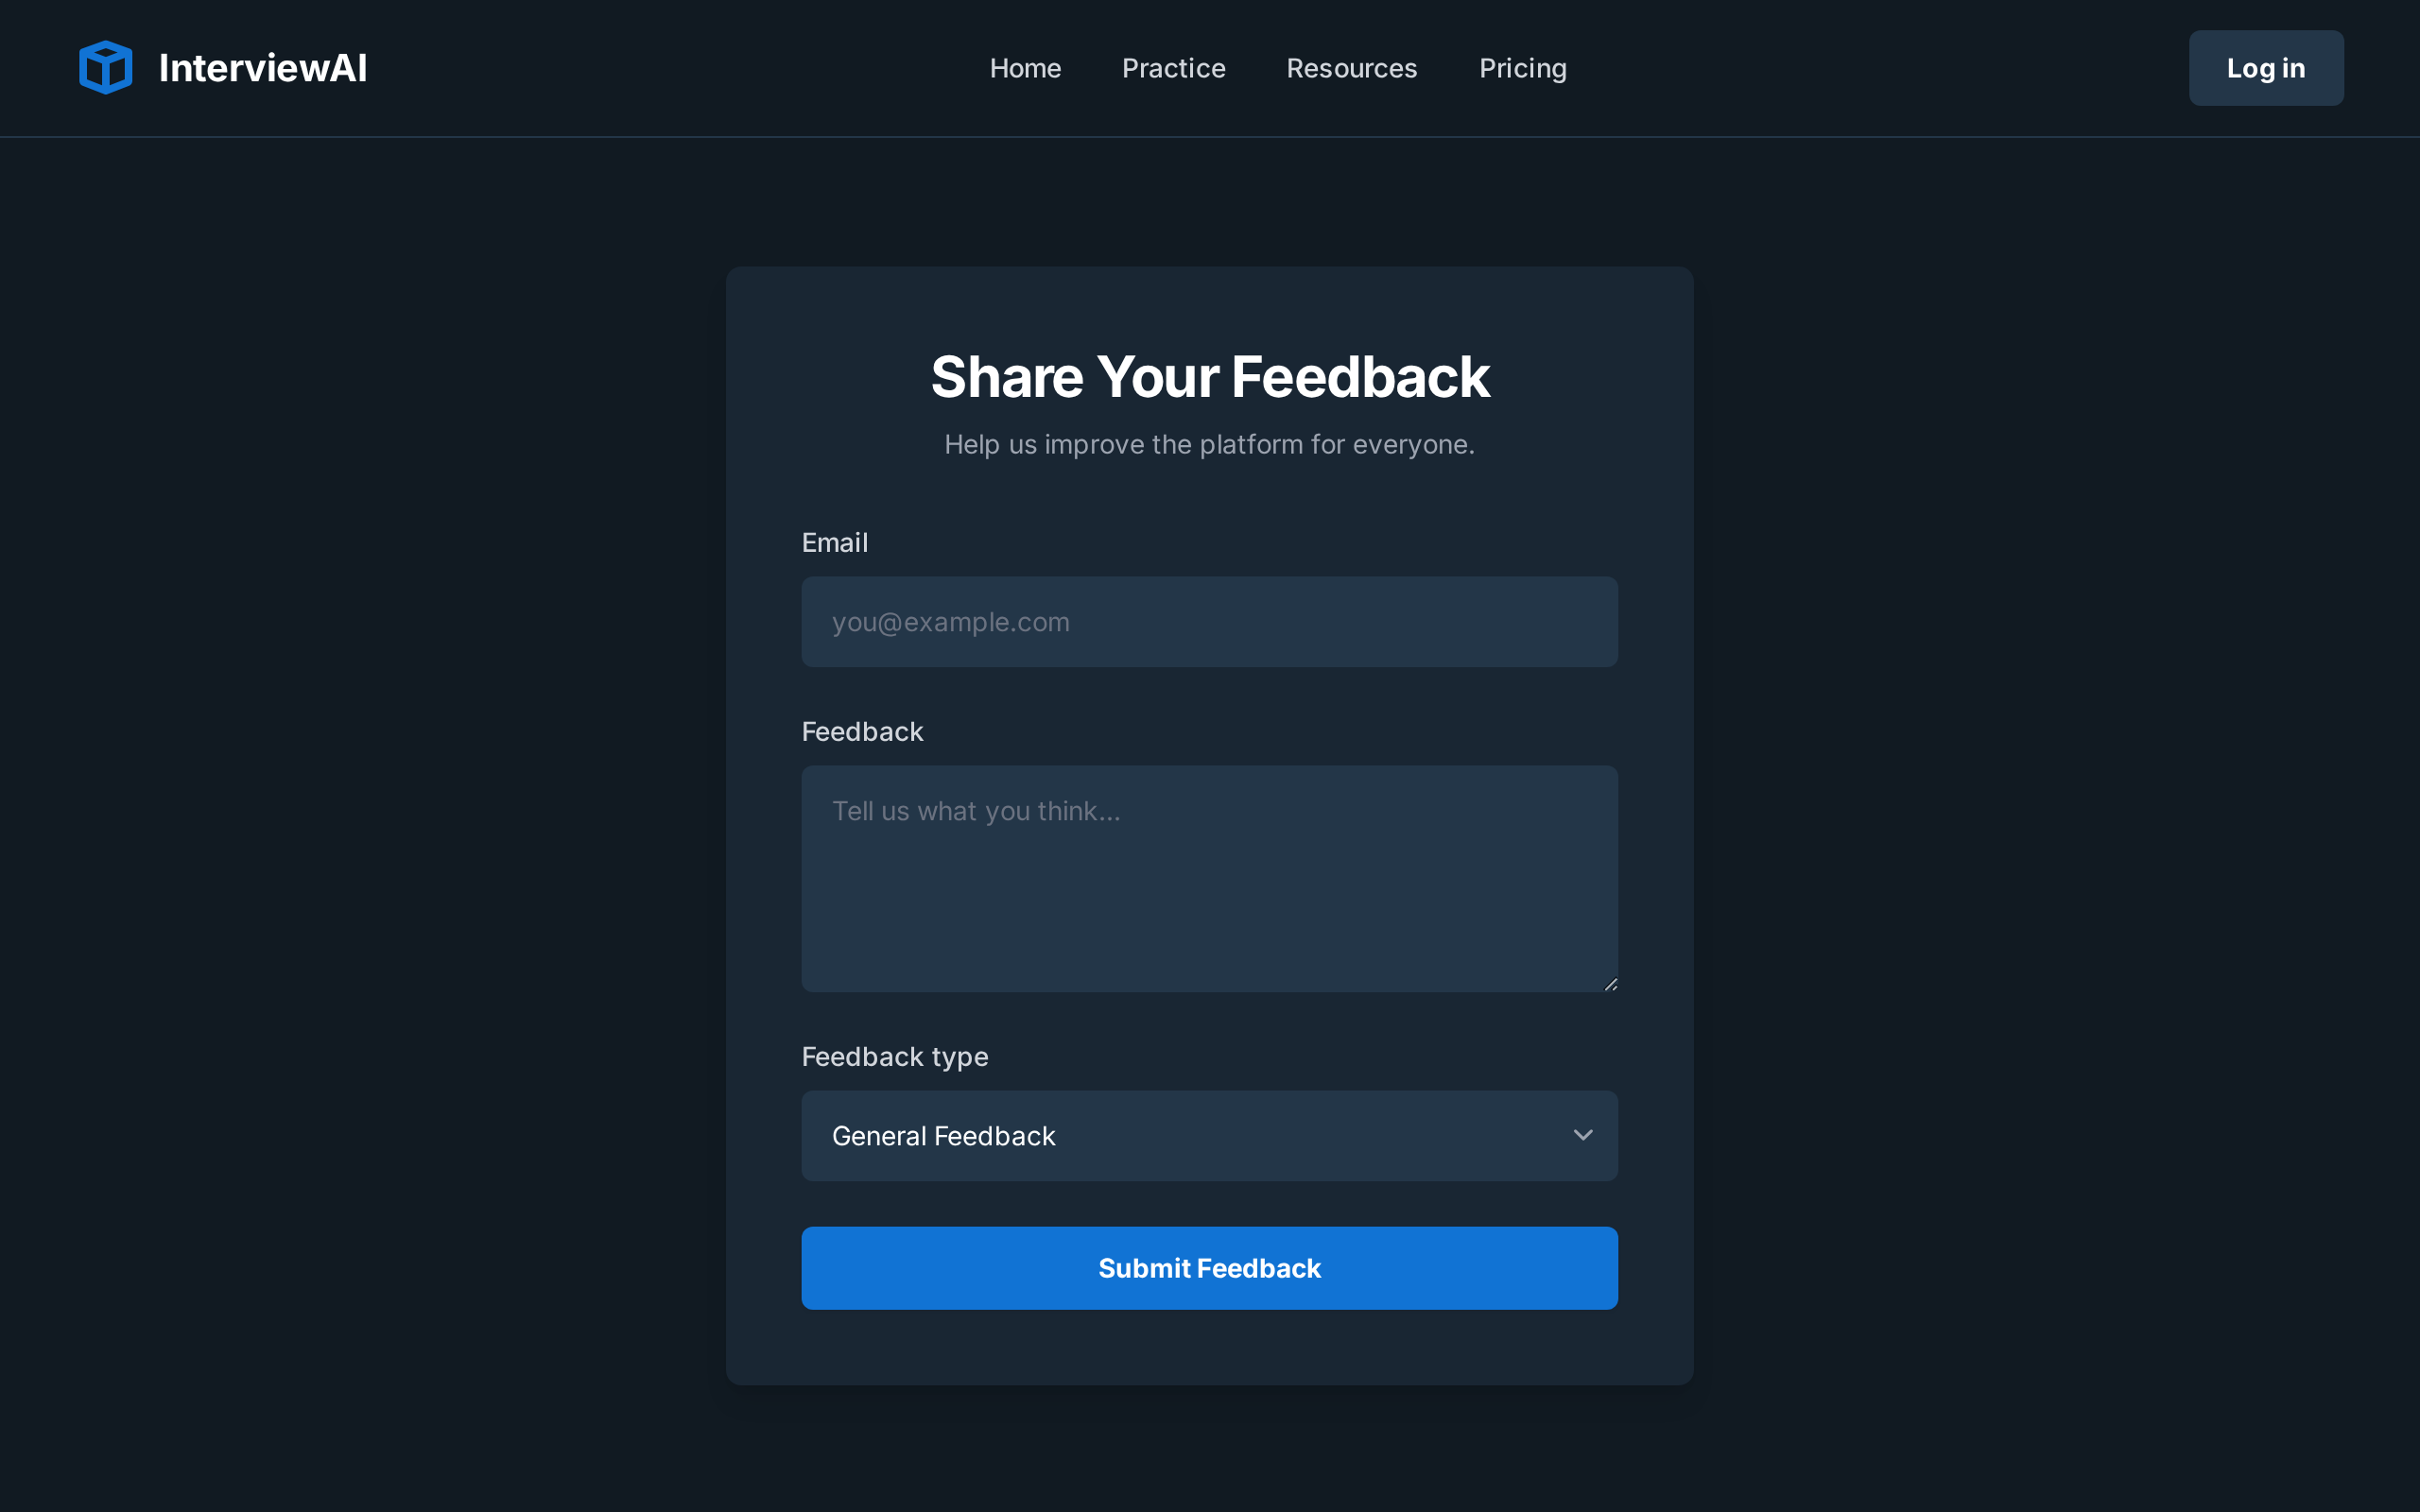 InterviewAI
Home
Practice
Resources
Pricing
Log in
Share Your Feedback
Help us improve the platform for everyone.
Email
you@example.com
Feedback
Tell us what you think...
Feedback type
General Feedback
Submit Feedback